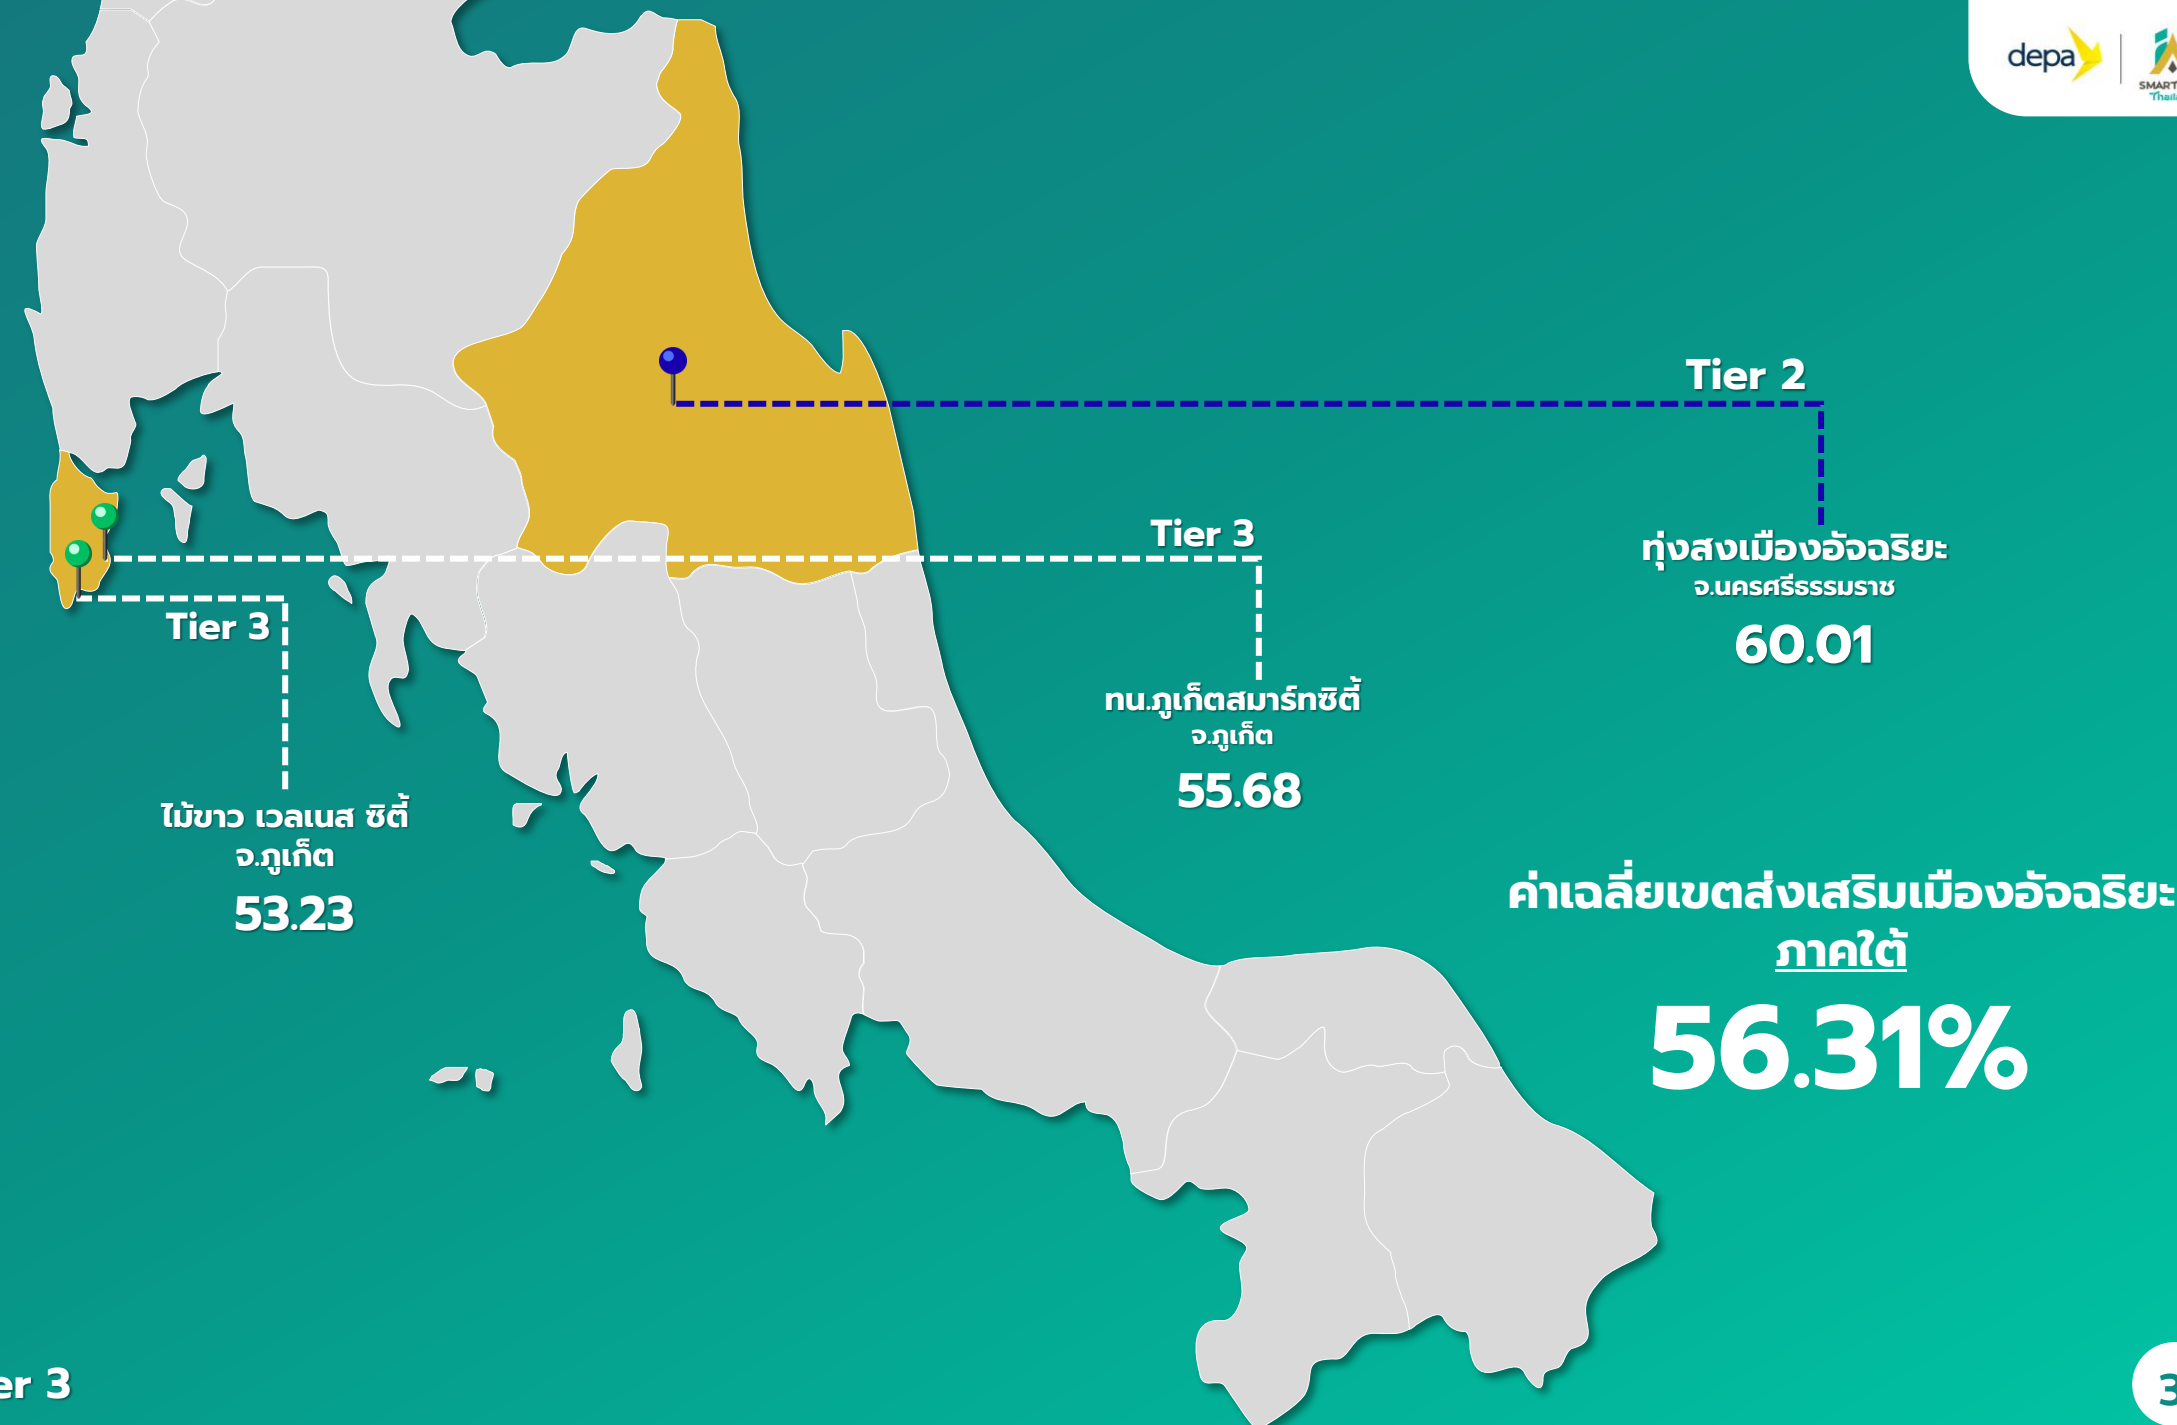 depa
SMART
Thail
Tier 2
ทุ่งสงเมืองอัจฉริยะ
จ.นครศรีธรรมราช
60.01
Tier 3
ทน.ภูเก็ตสมาร์ทซิตี้
จ.ภูเก็ต
55.68
Tier 3
ไม้ขาว เวลเนส ซิตี้
จ.ภูเก็ต
53.23
ค่าเฉลี่ยเขตส่งเสริมเมืองอัจฉริยะ
ภาคใต้
56.31%
er 3
3